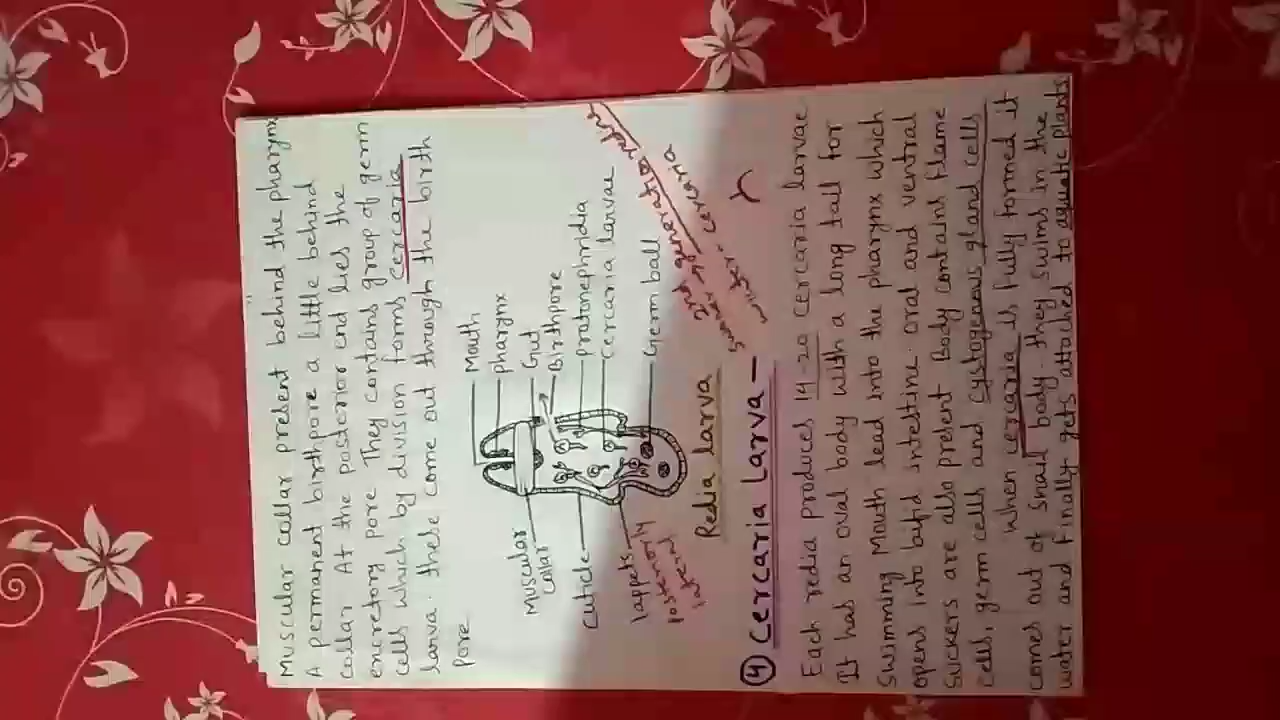 Muscular collar present behind the pharynx
A permanent birthpore a little behind
collar. At the posterior end lies the
excretory pore. They contains group of germ
cells which by division forms cercaria
larva. these come out through the birth
pore
Mouth
pharynx
Gut
Birthpore
protonephridia
cercaria larvae
Germ ball
Muscular
collar
cuticle
lappets
posteriorly
lateral
Redia larva
2nd generation redia
winter - cercaria
④ Cercaria Larva —
Each redia produces 14-20 cercaria larvae
It has an oval body with a long tail for
swimming Mouth lead into the pharynx which
opens into bifid intestine. oral and ventral
suckers are also present Body contains flame
cells, germ cells and cystogenous gland cells
when cercaria is fully formed it
comes out of snail body. they swims in the
water and finally gets attached to aquatic plants